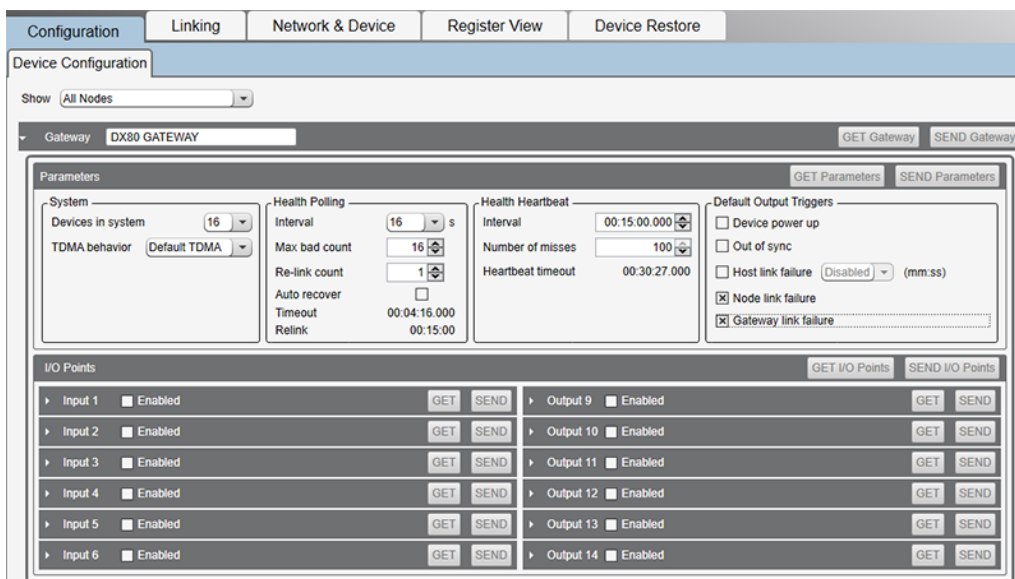 Configuration Linking Network & Device Register View Device Restore
Device Configuration
Show All Nodes
Gateway DX80 GATEWAY GET Gateway SEND Gateway
Parameters GET Parameters SEND Parameters
System
Devices in system 16
TDMA behavior Default TDMA
Health Polling
Interval 16 s
Max bad count 16
Re-link count 1
Auto recover
Timeout 00:04:16.000
Relink 00:15:00
Health Heartbeat
Interval 00:15:00.000
Number of misses 100
Heartbeat timeout 00:30:27.000
Default Output Triggers
Device power up
Out of sync
Host link failure Disabled (mm:ss)
Node link failure
Gateway link failure
I/O Points GET I/O Points SEND I/O Points
Input 1 Enabled GET SEND Output 9 Enabled GET SEND
Input 2 Enabled GET SEND Output 10 Enabled GET SEND
Input 3 Enabled GET SEND Output 11 Enabled GET SEND
Input 4 Enabled GET SEND Output 12 Enabled GET SEND
Input 5 Enabled GET SEND Output 13 Enabled GET SEND
Input 6 Enabled GET SEND Output 14 Enabled GET SEND